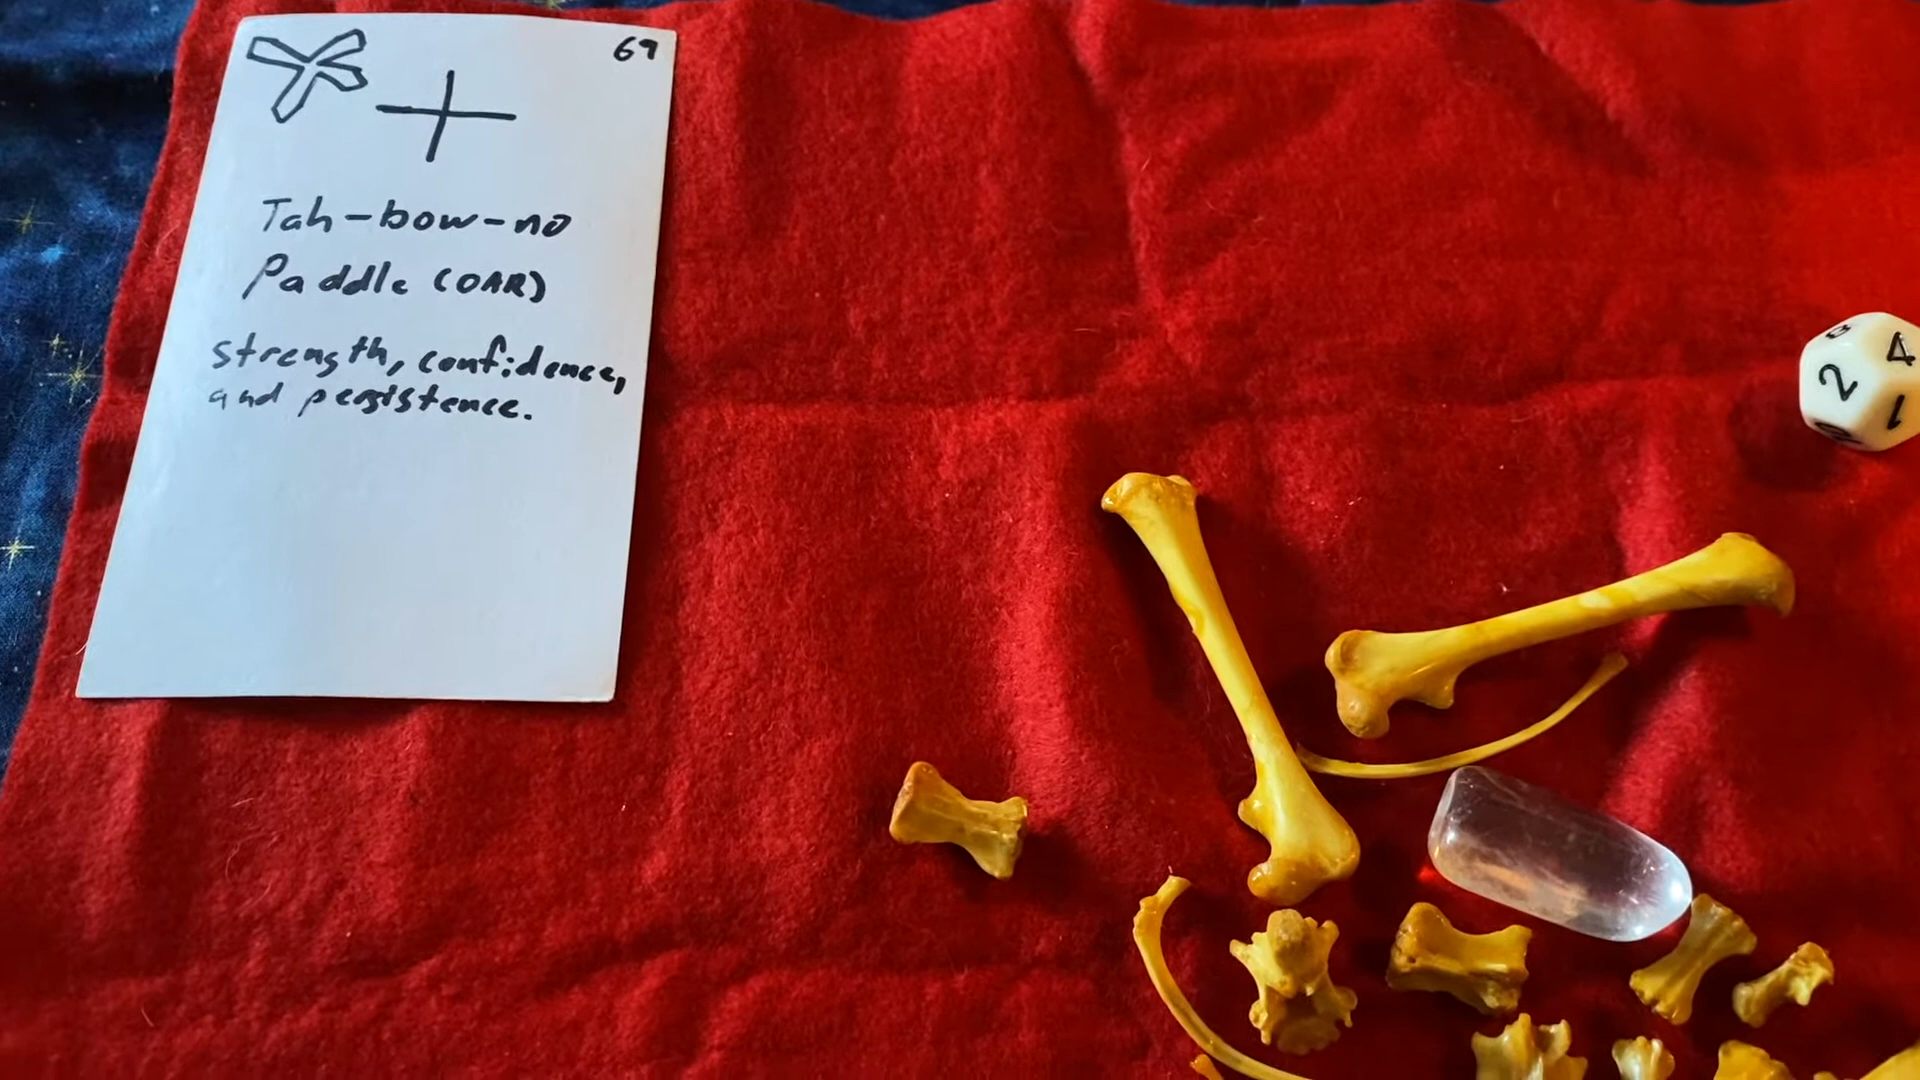 69
Tah-bow-no
Paddle (OAR)
strength, confidence,
and persistence.
2
4
1